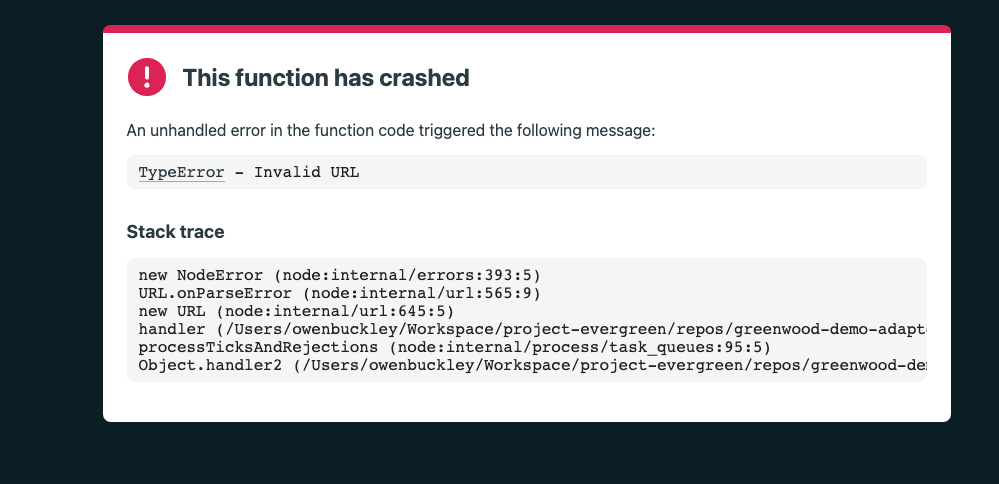 This function has crashed
An unhandled error in the function code triggered the following message:
TypeError - Invalid URL
Stack trace
new NodeError (node:internal/errors:393:5)
URL.onParseError (node:internal/url:565:9)
new URL (node:internal/url:645:5)
handler (/Users/owenbuckley/Workspace/project-evergreen/repos/greenwood-demo-adapt
processTicksAndRejections (node:internal/process/task_queues:95:5)
Object.handler2 (/Users/owenbuckley/Workspace/project-evergreen/repos/greenwood-de